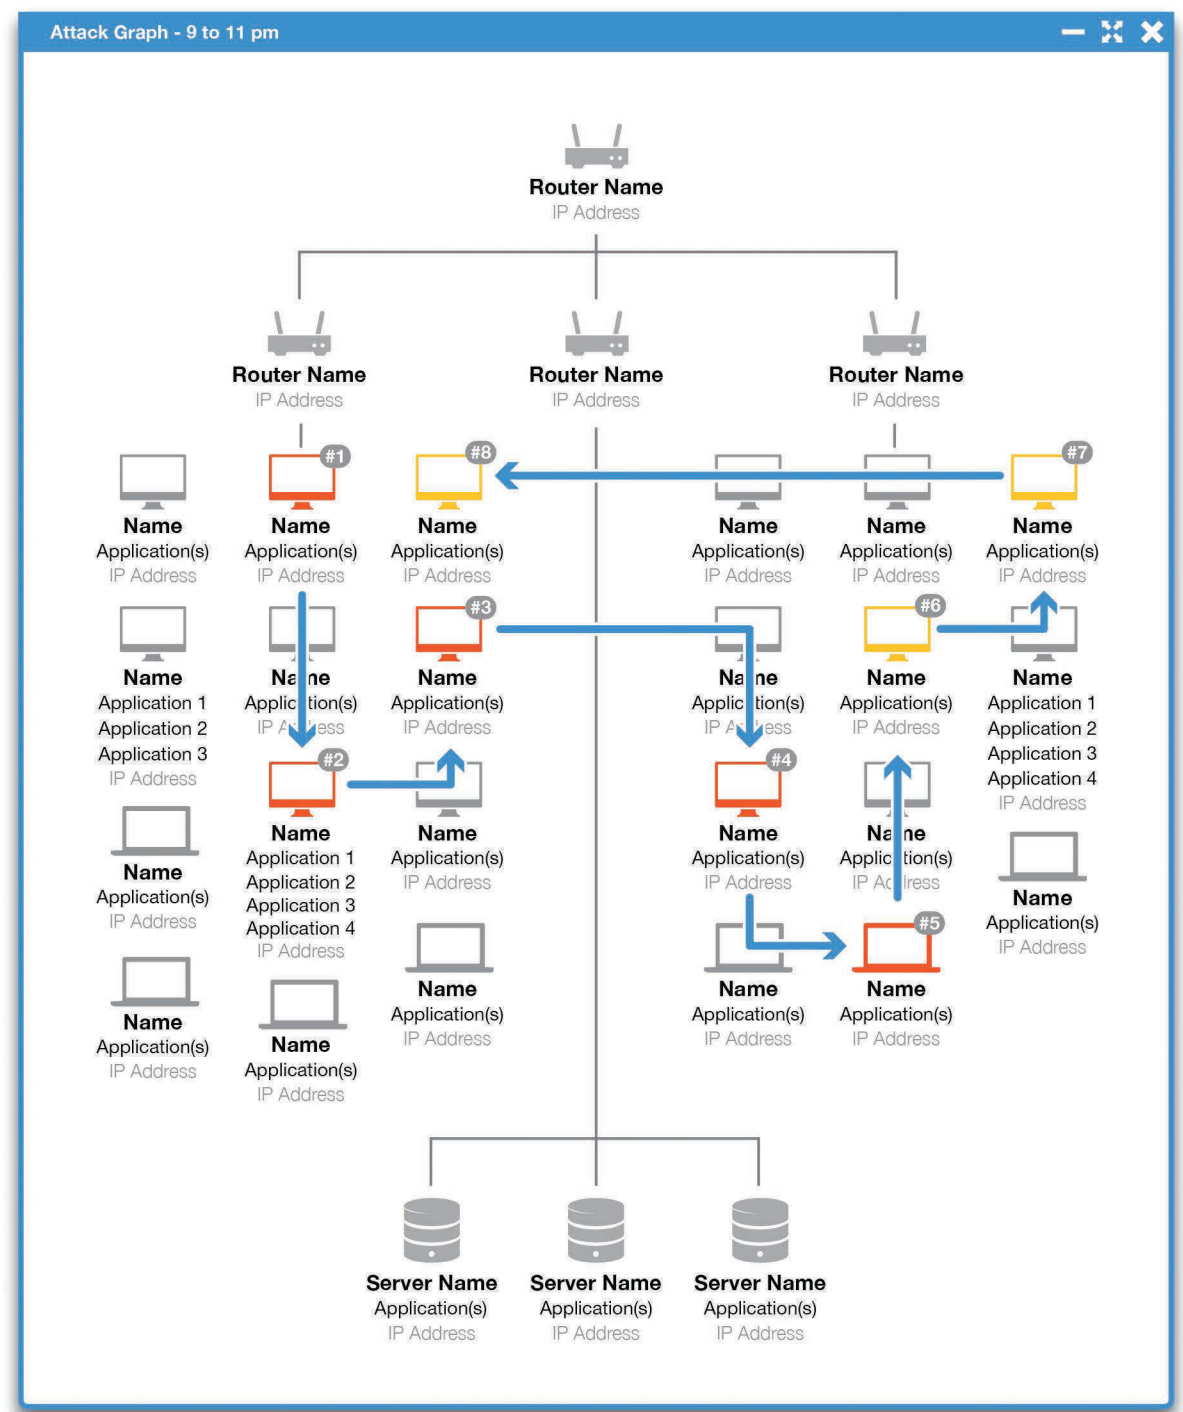 Attack Graph - 9 to 11 pm
Router Name
IP Address
Router Name
IP Address
Router Name
IP Address
Router Name
IP Address
Name
Application(s)
IP Address
#1
Name
Application(s)
IP Address
#8
Name
Application(s)
IP Address
Name
Application(s)
IP Address
Name
Application(s)
IP Address
#7
Name
Application(s)
IP Address
Name
Application 1
Application 2
Application 3
IP Address
Name
Application(s)
IP Address
#3
Name
Application(s)
IP Address
Name
Application(s)
IP Address
#6
Name
Application(s)
IP Address
Name
Application 1
Application 2
Application 3
Application 4
IP Address
Name
Application(s)
IP Address
#2
Name
Application 1
Application 2
Application 3
Application 4
IP Address
Name
Application(s)
IP Address
#4
Name
Application(s)
IP Address
Name
Application(s)
IP Address
Name
Application(s)
IP Address
Name
Application(s)
IP Address
Name
Application(s)
IP Address
Name
Application(s)
IP Address
Name
Application(s)
IP Address
#5
Name
Application(s)
IP Address
Server Name
Application(s)
IP Address
Server Name
Application(s)
IP Address
Server Name
Application(s)
IP Address